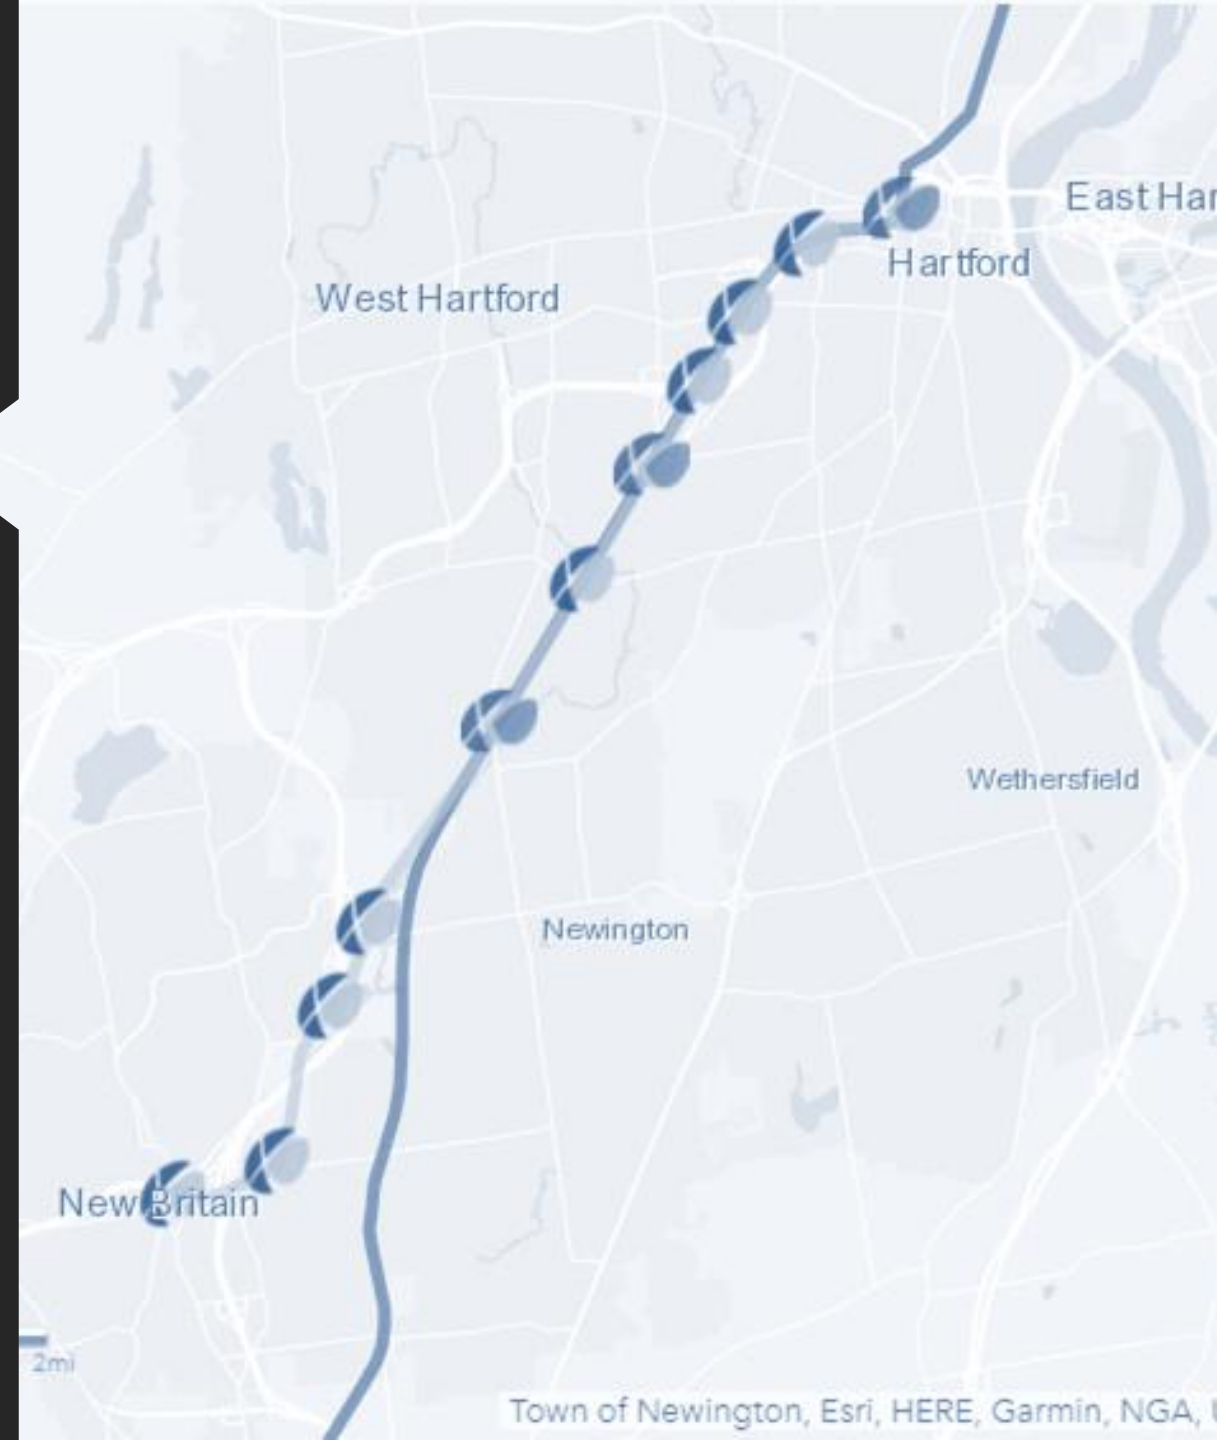 East Har
Hartford
West Hartford
Wethersfield
Newington
New Britain
2mi
Town of Newington, Esri, HERE, Garmin, NGA, U